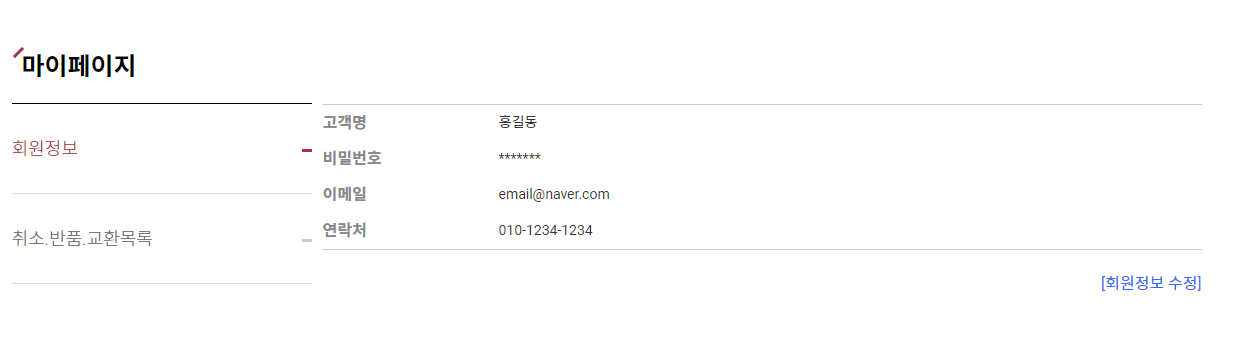 마이페이지
회원정보
취소.반품.교환목록
고객명 홍길동
비밀번호 *******
이메일 email@naver.com
연락처 010-1234-1234
[회원정보 수정]